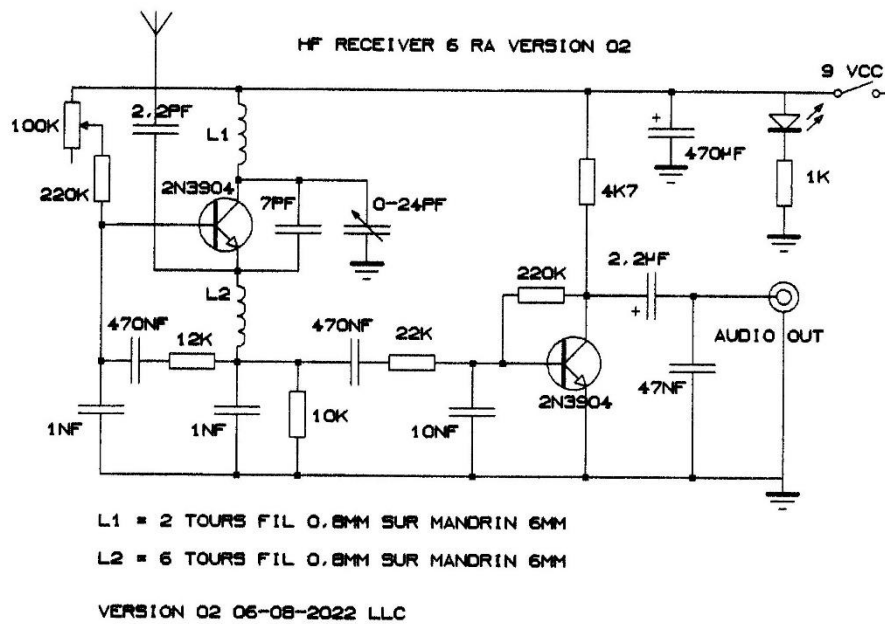 HF RECEIVER 6 RA VERSION 02
9 VCC
100K
2,2PF
L1
220K
2N3904
7PF
0-24PF
470µF
1K
4K7
L2
220K
2,2µF
470NF
12K
470NF
22K
AUDIO OUT
1NF
1NF
10K
10NF
2N3904
47NF
+
+
L1 = 2 TOURS FIL 0,8MM SUR MANDRIN 6MM
L2 = 6 TOURS FIL 0,8MM SUR MANDRIN 6MM
VERSION 02 06-08-2022 LLC